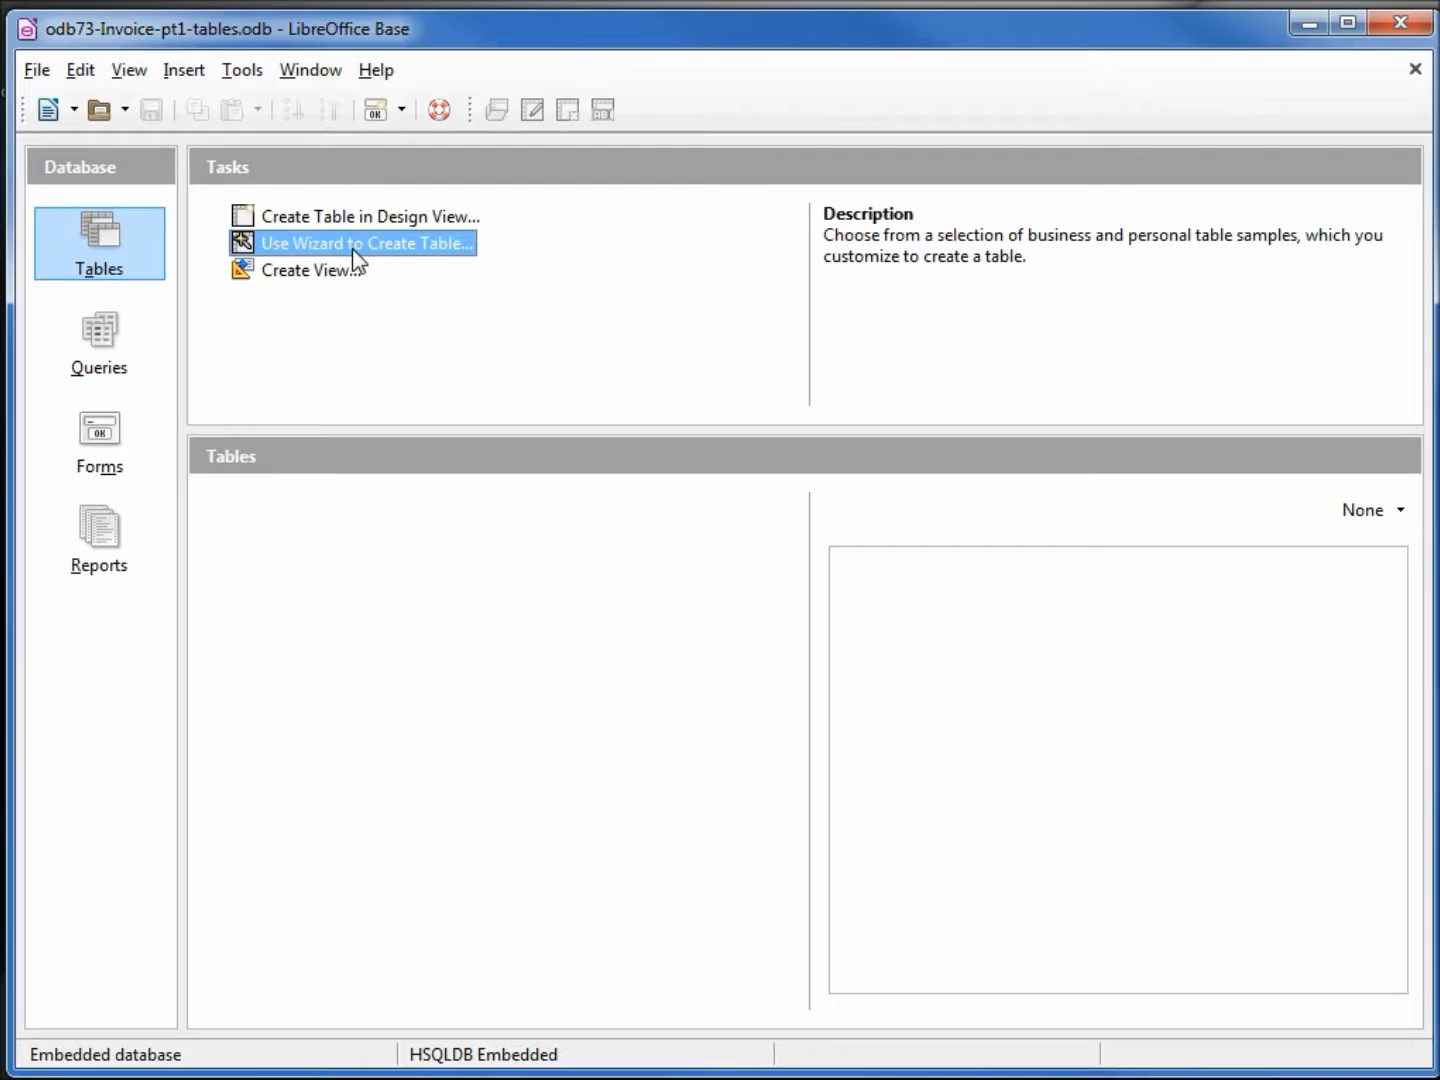 odb73-Invoice-pt1-tables.odb - LibreOffice Base
File Edit View Insert Tools Window Help
Database
Tasks
Tables
Queries
Forms
Reports
Create Table in Design View...
Use Wizard to Create Table...
Create View...
Description
Choose from a selection of business and personal table samples, which you
customize to create a table.
Tables
None
Embedded database
HSQLDB Embedded